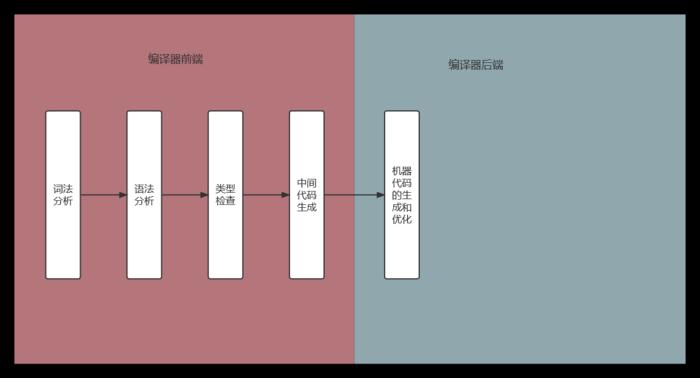 编译器前端
编译器后端
词法
分析
语法
分析
类型
检查
中间
代码
生成
机器
代码
的生
成和
优化